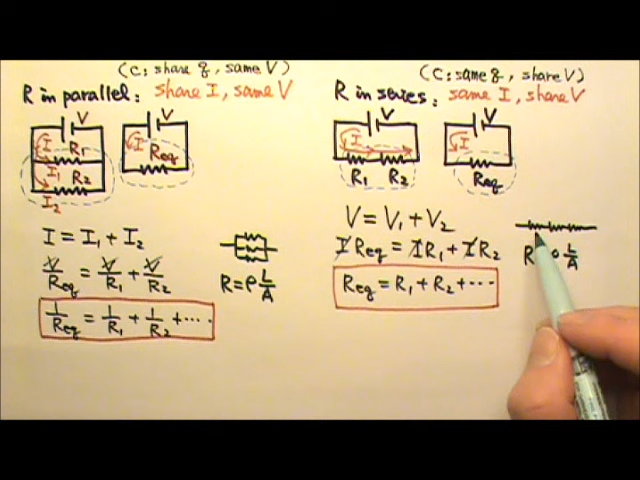 (C: share q, same V)
R in parallel: share I, same V
V
I
R₁
I₁
R₂
I₂
V
I
Req
I = I₁ + I₂
V/Req = V/R₁ + V/R₂
1/Req = 1/R₁ + 1/R₂ + ····
R = ρ L/A
(C: same q, share V)
R in series: same I, share V
V
I
R₁ R₂
V
I
Req
V = V₁ + V₂
I Req = I R₁ + I R₂
Req = R₁ + R₂ + ···
R
L/A